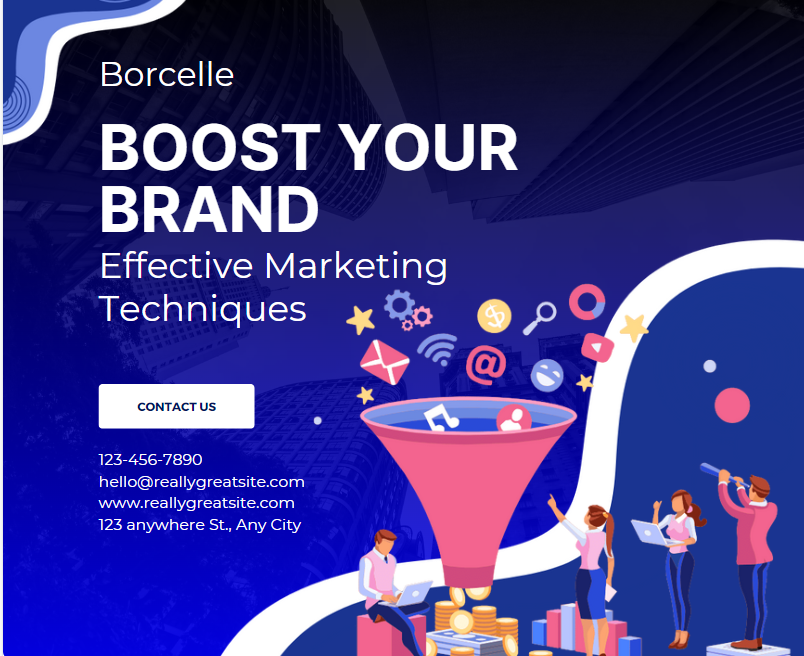 Borcelle
BOOST YOUR
BRAND
Effective Marketing
Techniques
CONTACT US
123-456-7890
hello@reallygreatsite.com
www.reallygreatsite.com
123 anywhere St., Any City